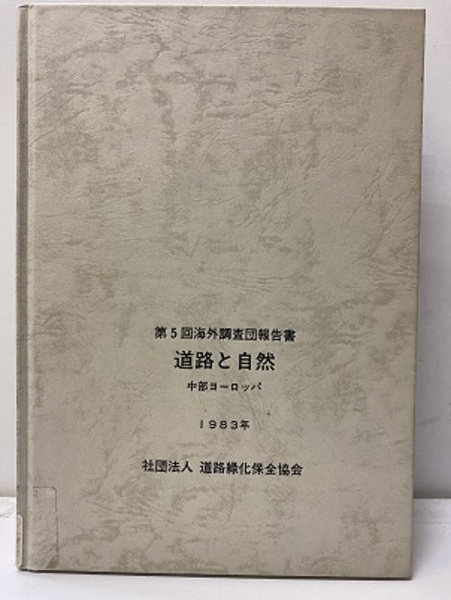 第5回海外調査団報告書
道路と自然
中部ヨーロッパ
1983年
社団法人 道路緑化保全協会